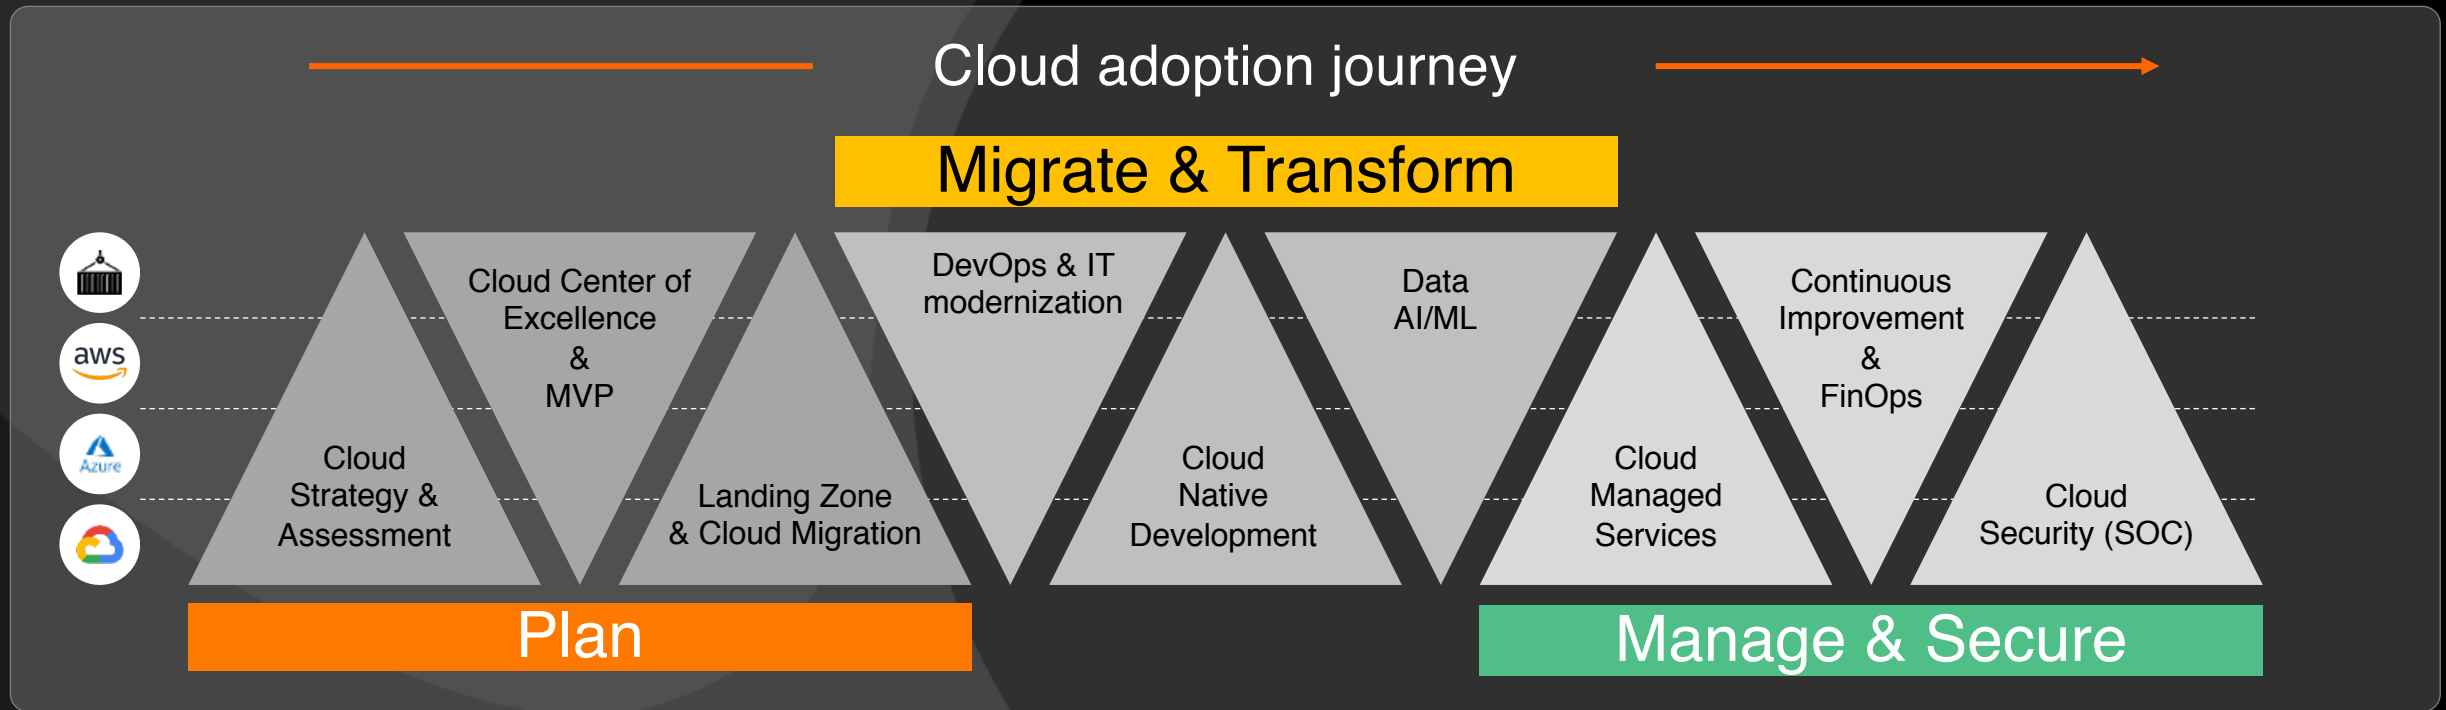 Cloud adoption journey
Migrate & Transform
aws
Azure
Cloud
Strategy &
Assessment
Cloud Center of
Excellence
&
MVP
Landing Zone
& Cloud Migration
DevOps & IT
modernization
Cloud
Native
Development
Data
AI/ML
Cloud
Managed
Services
Continuous
Improvement
&
FinOps
Cloud
Security (SOC)
Plan
Manage & Secure